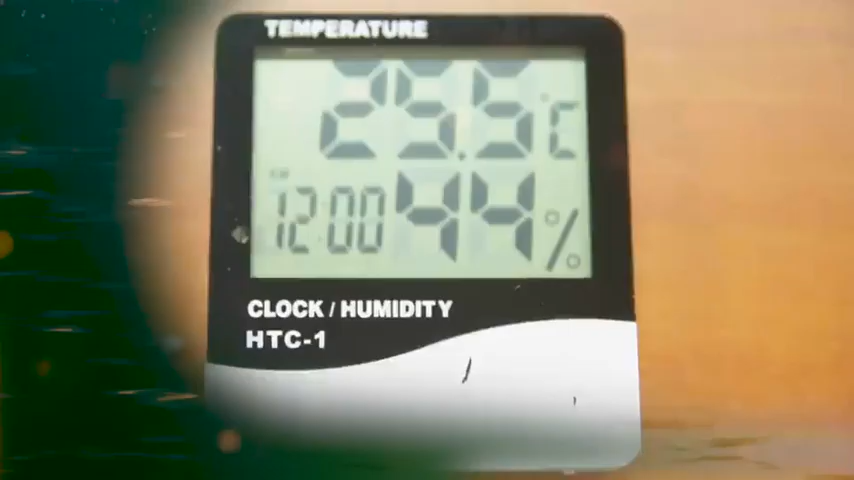 TEMPERATURE
25.5 °C
12:00 44 %
CLOCK / HUMIDITY
HTC-1